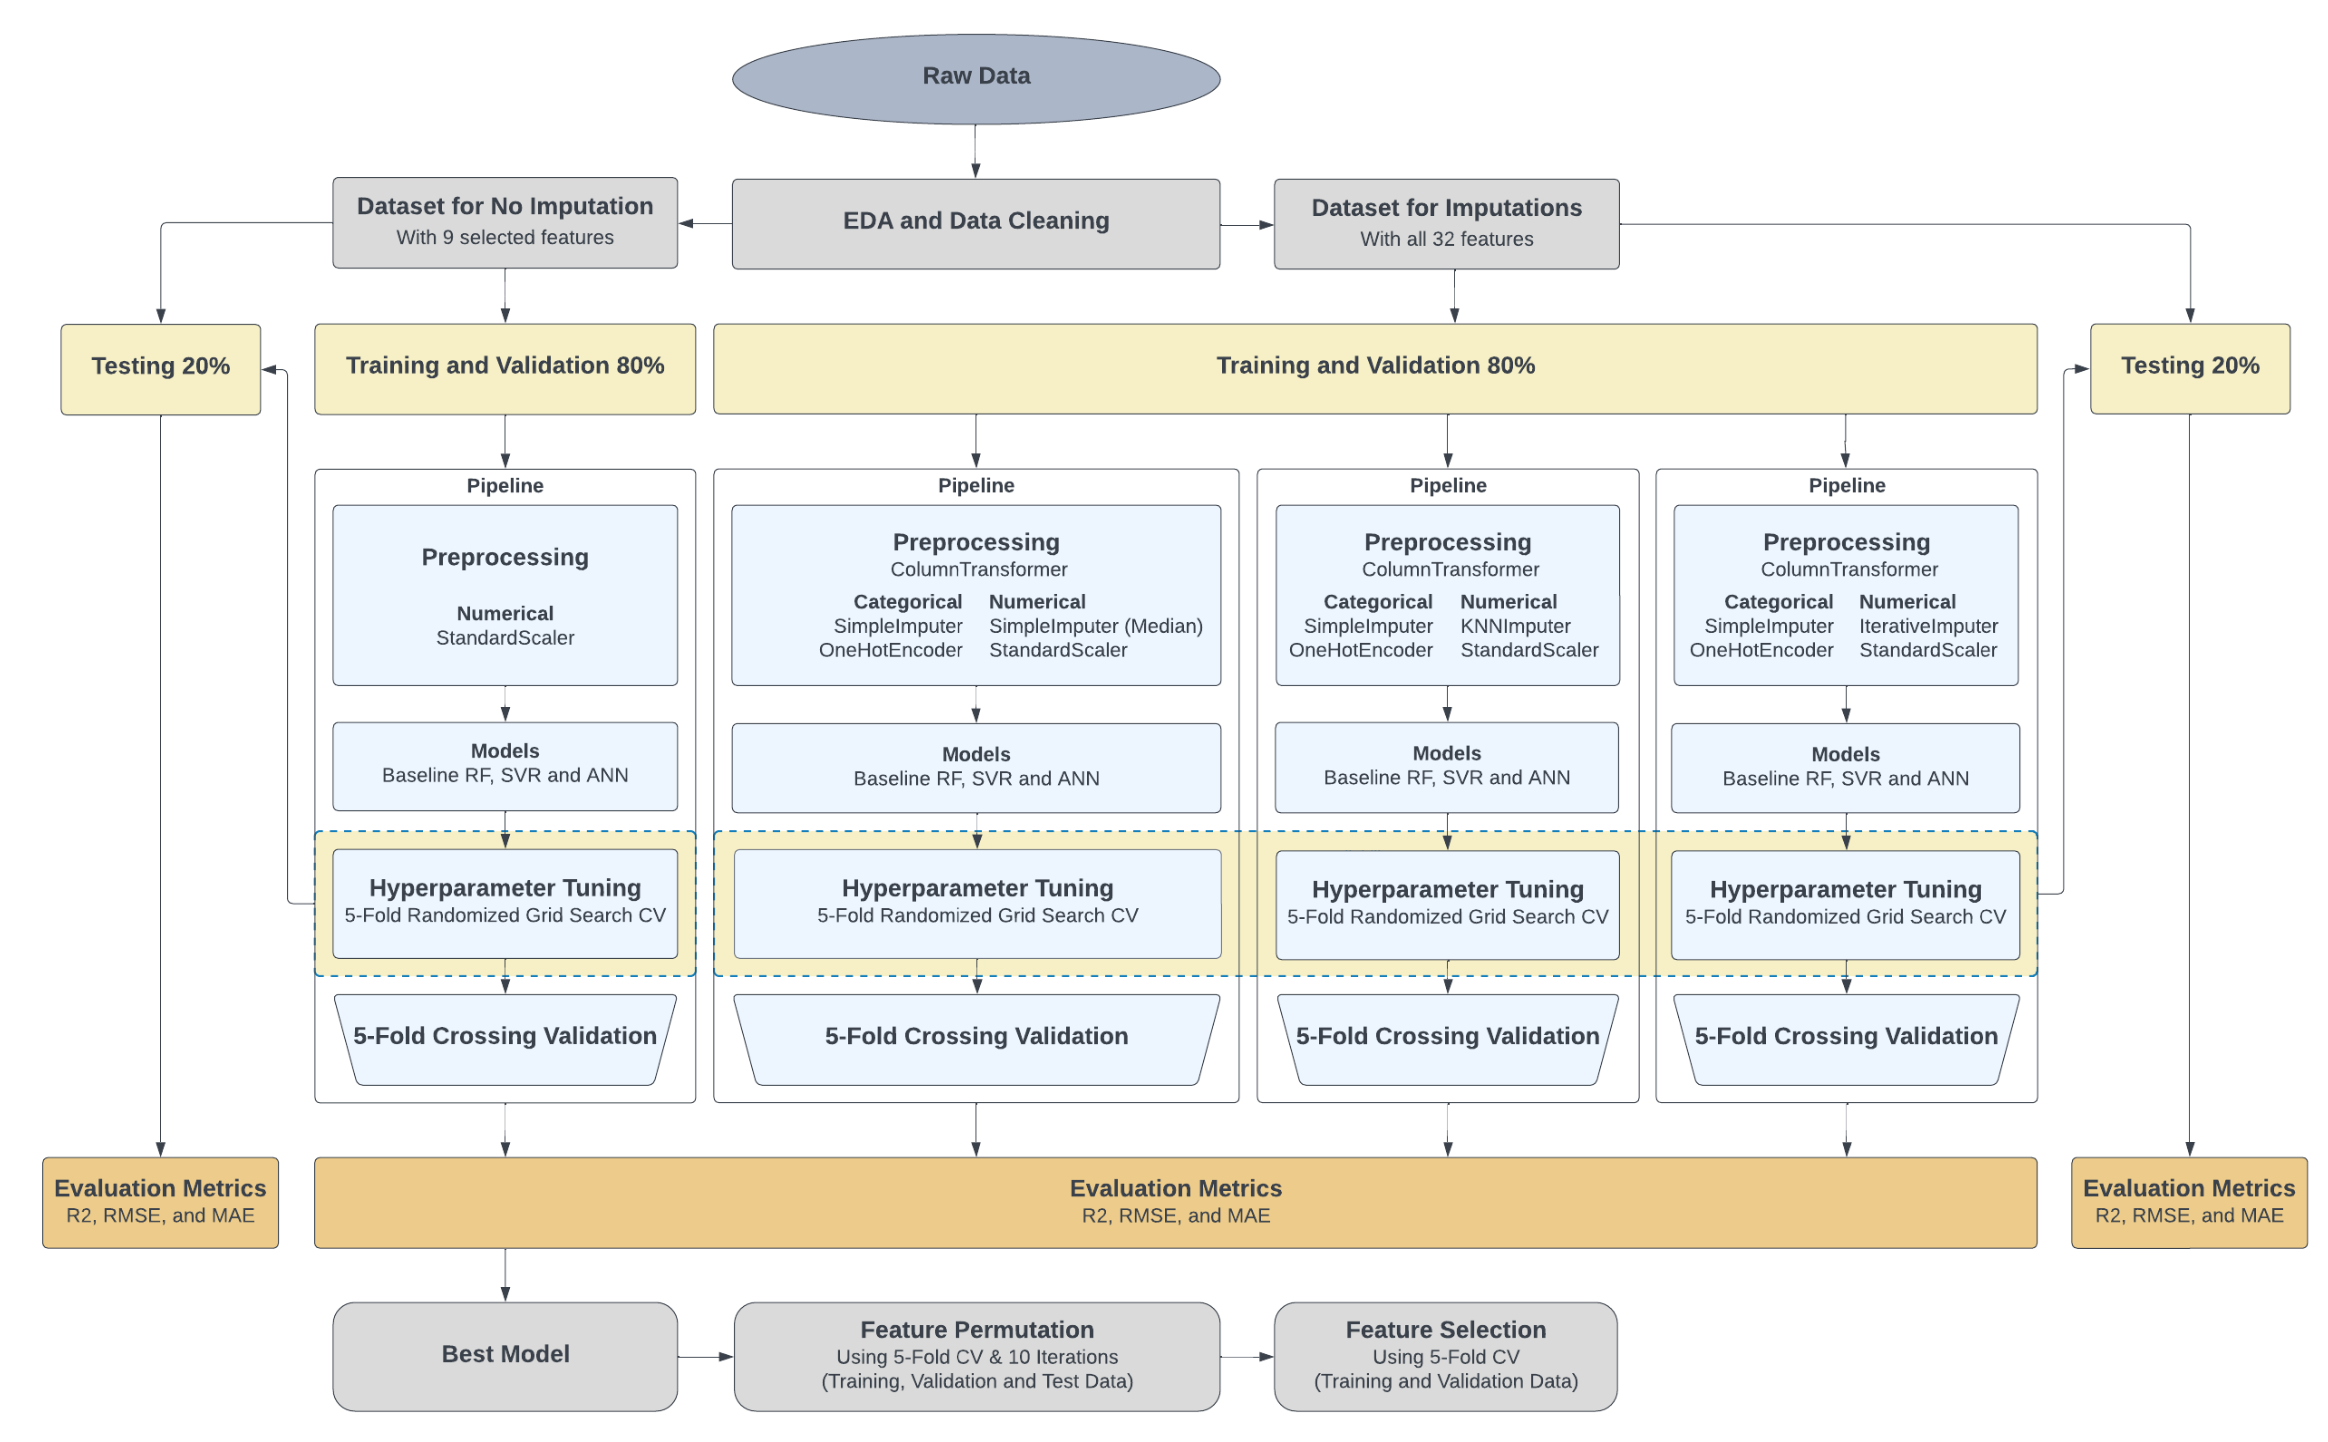 Raw Data
Dataset for No Imputation
With 9 selected features
EDA and Data Cleaning
Dataset for Imputations
With all 32 features
Testing 20%
Training and Validation 80%
Training and Validation 80%
Testing 20%
Pipeline
Preprocessing
Numerical
StandardScaler
Models
Baseline RF, SVR and ANN
Hyperparameter Tuning
5-Fold Randomized Grid Search CV
5-Fold Crossing Validation
Pipeline
Preprocessing
ColumnTransformer
Categorical
SimpleImputer
OneHotEncoder
Numerical
SimpleImputer (Median)
StandardScaler
Models
Baseline RF, SVR and ANN
Hyperparameter Tuning
5-Fold Randomized Grid Search CV
5-Fold Crossing Validation
Pipeline
Preprocessing
ColumnTransformer
Categorical
SimpleImputer
OneHotEncoder
Numerical
KNNImputer
StandardScaler
Models
Baseline RF, SVR and ANN
Hyperparameter Tuning
5-Fold Randomized Grid Search CV
5-Fold Crossing Validation
Pipeline
Preprocessing
ColumnTransformer
Categorical
SimpleImputer
OneHotEncoder
Numerical
IterativeImputer
StandardScaler
Models
Baseline RF, SVR and ANN
Hyperparameter Tuning
5-Fold Randomized Grid Search CV
5-Fold Crossing Validation
Evaluation Metrics
R2, RMSE, and MAE
Evaluation Metrics
R2, RMSE, and MAE
Evaluation Metrics
R2, RMSE, and MAE
Best Model
Feature Permutation
Using 5-Fold CV & 10 Iterations
(Training, Validation and Test Data)
Feature Selection
Using 5-Fold CV
(Training and Validation Data)